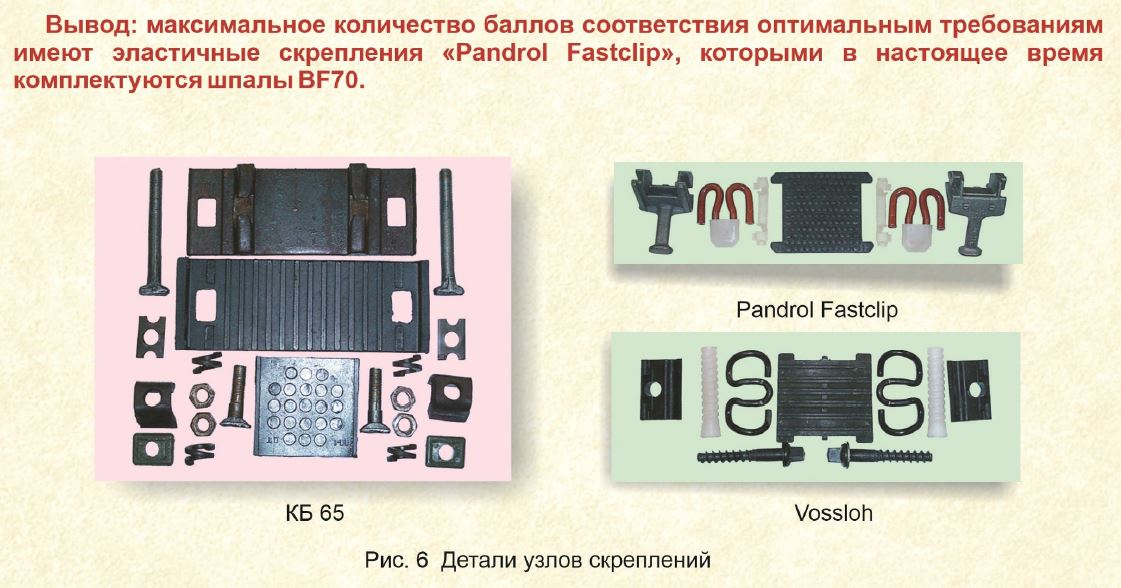 Вывод: максимальное количество баллов соответствия оптимальным требованиям
имеют эластичные скрепления «Pandrol Fastclip», которыми в настоящее время
комплектуются шпалы BF70.
Pandrol Fastclip
КБ 65
Vossloh
Рис. 6 Детали узлов скреплений